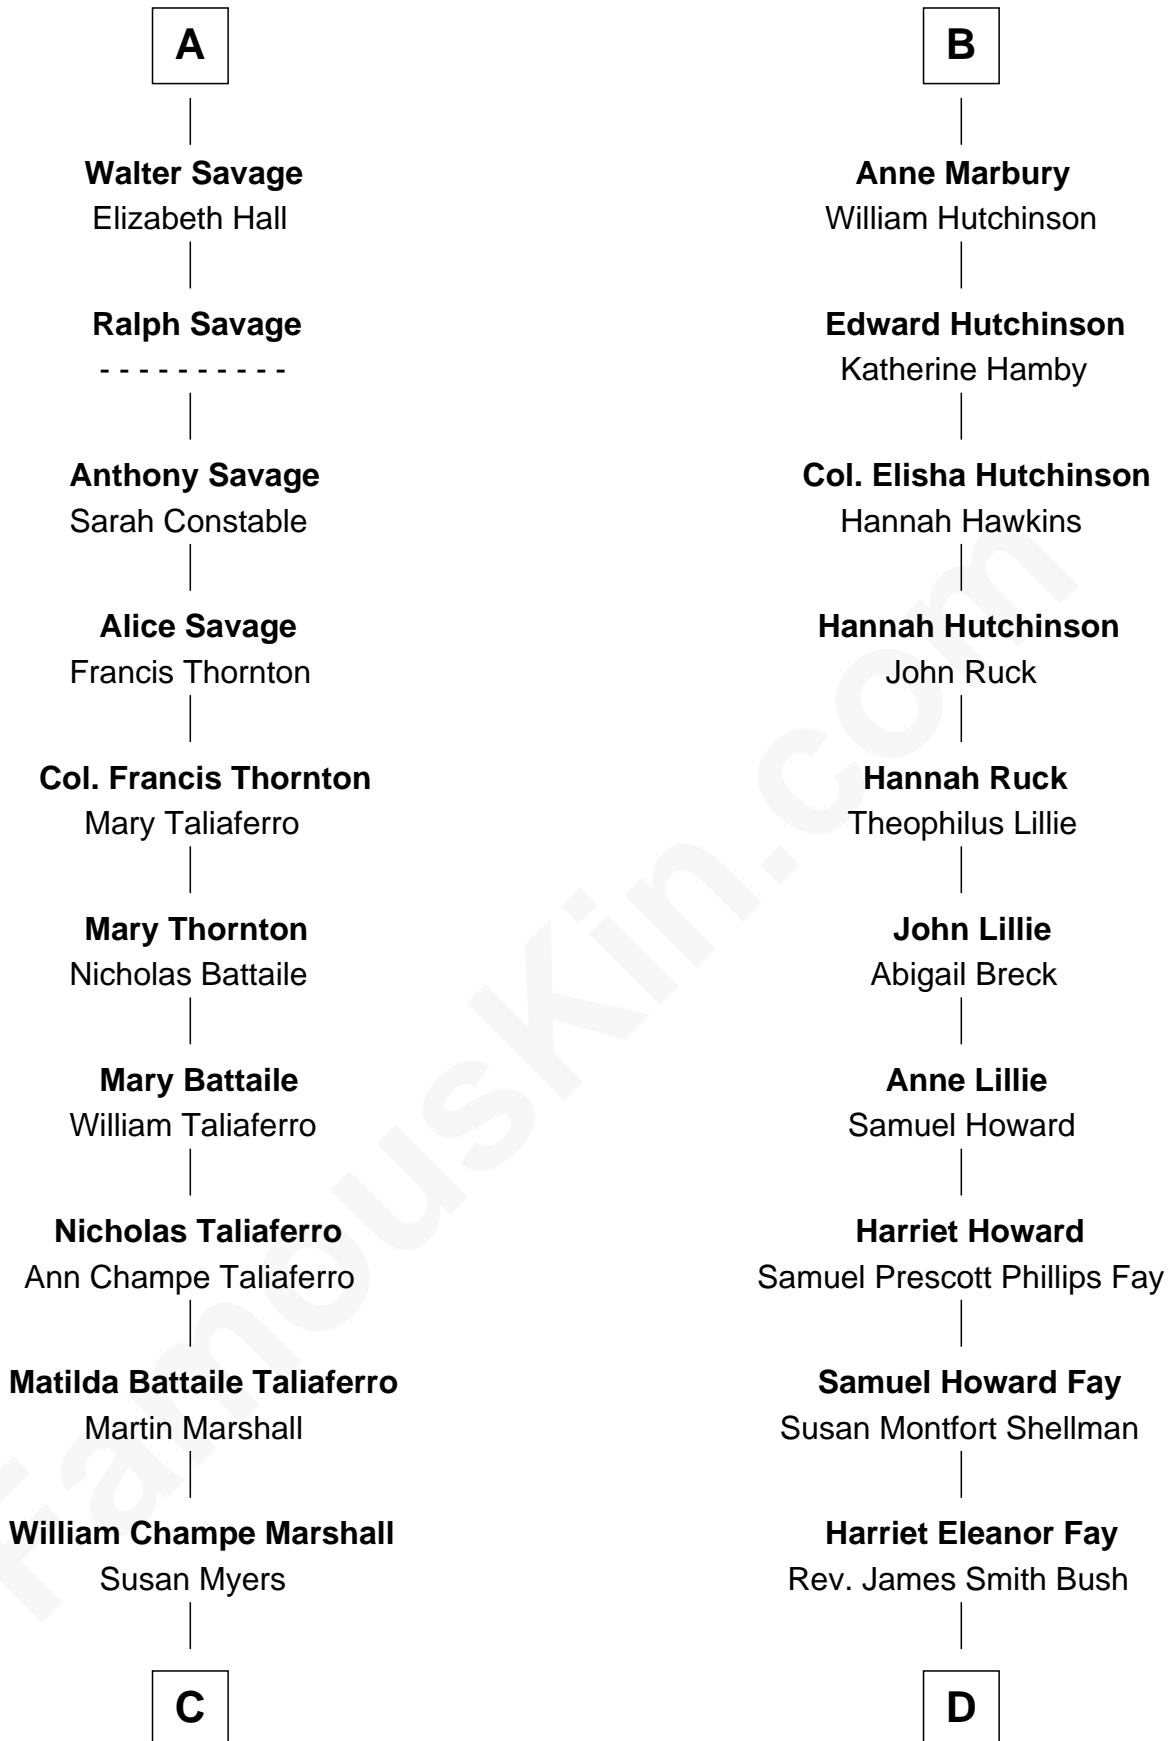 A
Walter Savage
Elizabeth Hall
Ralph Savage
- - - - - - - - - -
Anthony Savage
Sarah Constable
Alice Savage
Francis Thornton
Col. Francis Thornton
Mary Taliaferro
Mary Thornton
Nicholas Battaile
Mary Battaile
William Taliaferro
Nicholas Taliaferro
Ann Champe Taliaferro
Matilda Battaile Taliaferro
Martin Marshall
William Champe Marshall
Susan Myers
C
B
Anne Marbury
William Hutchinson
Edward Hutchinson
Katherine Hamby
Col. Elisha Hutchinson
Hannah Hawkins
Hannah Hutchinson
John Ruck
Hannah Ruck
Theophilus Lillie
John Lillie
Abigail Breck
Anne Lillie
Samuel Howard
Harriet Howard
Samuel Prescott Phillips Fay
Samuel Howard Fay
Susan Montfort Shellman
Harriet Eleanor Fay
Rev. James Smith Bush
D
FamousKin.com